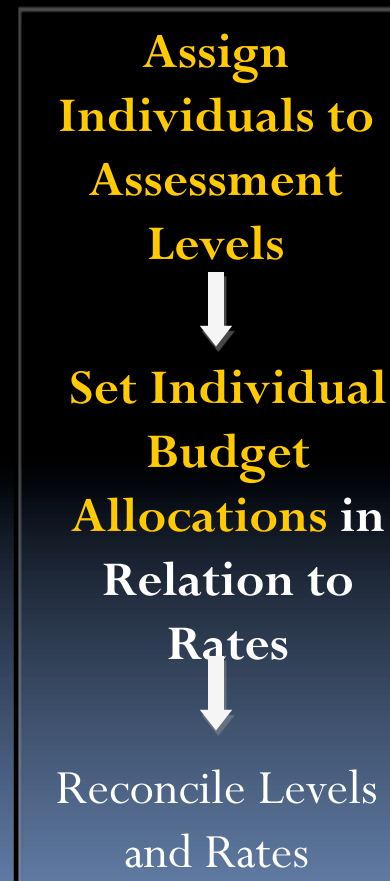 Assign
Individuals to
Assessment
Levels
Set Individual
Budget
Allocations in
Relation to
Rates
Reconcile Levels
and Rates